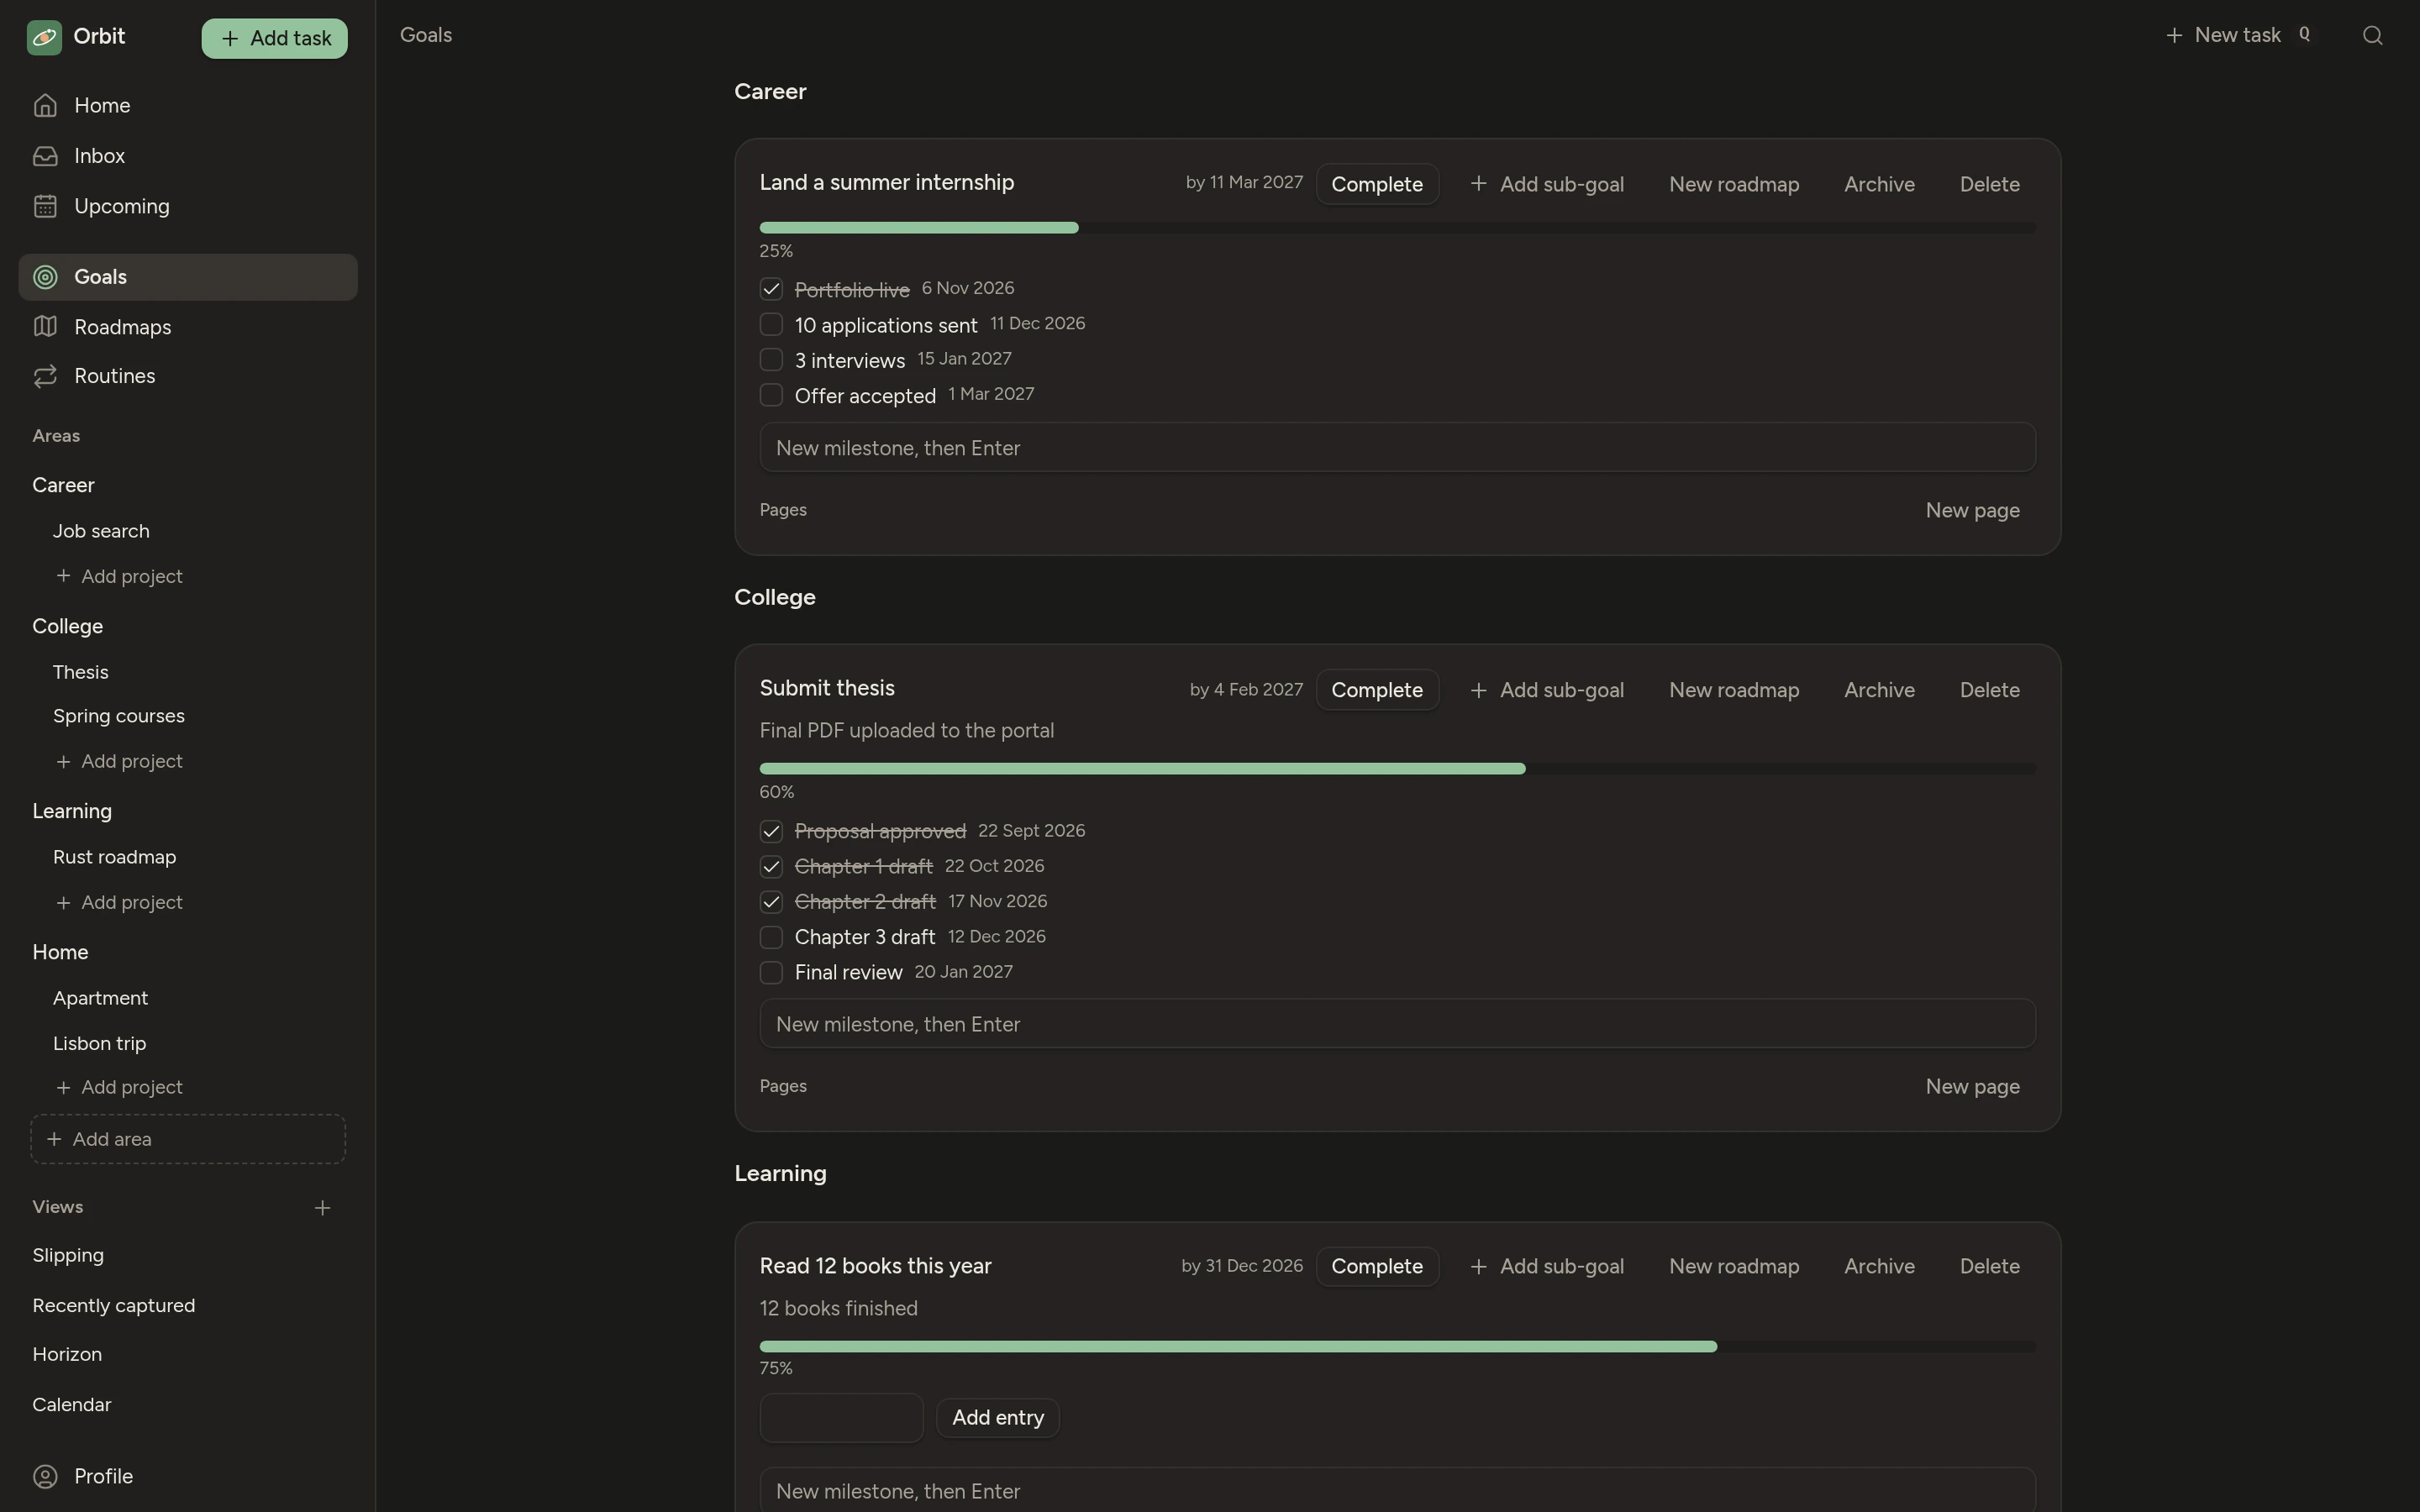 Orbit
Add task
Home
Inbox
Upcoming
Goals
Roadmaps
Routines
Areas
Career
Job search
Add project
College
Thesis
Spring courses
Add project
Learning
Rust roadmap
Add project
Home
Apartment
Lisbon trip
Add project
Add area
Views
Slipping
Recently captured
Horizon
Calendar
Profile
Goals
New task Q
Career
Land a summer internship by 11 Mar 2027 Complete Add sub-goal New roadmap Archive Delete
25%
Portfolio live 6 Nov 2026
10 applications sent 11 Dec 2026
3 interviews 15 Jan 2027
Offer accepted 1 Mar 2027
New milestone, then Enter
Pages New page
College
Submit thesis by 4 Feb 2027 Complete Add sub-goal New roadmap Archive Delete
Final PDF uploaded to the portal
60%
Proposal approved 22 Sept 2026
Chapter 1 draft 22 Oct 2026
Chapter 2 draft 17 Nov 2026
Chapter 3 draft 12 Dec 2026
Final review 20 Jan 2027
New milestone, then Enter
Pages New page
Learning
Read 12 books this year by 31 Dec 2026 Complete Add sub-goal New roadmap Archive Delete
12 books finished
75%
Add entry
New milestone, then Enter